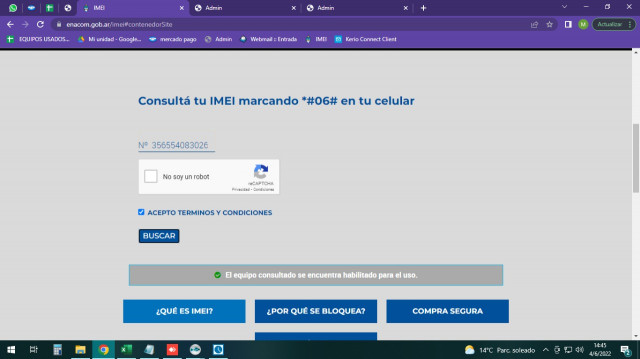 IMEI
Admin
Admin
enacom.gob.ar/imei#contenedorSite
M
Actualizar
EQUIPOS USADOS...
Mi unidad - Google...
mercado pago
Admin
Webmail :: Entrada
IMEI
Kerio Connect Client
Consultá tu IMEI marcando *#06# en tu celular
Nº 356554083026
No soy un robot
reCAPTCHA
Privacidad - Condiciones
ACEPTO TERMINOS Y CONDICIONES
BUSCAR
El equipo consultado se encuentra habilitado para el uso.
¿QUÉ ES IMEI?
¿POR QUÉ SE BLOQUEA?
COMPRA SEGURA
14°C Parc. soleado
14:45
4/6/2022